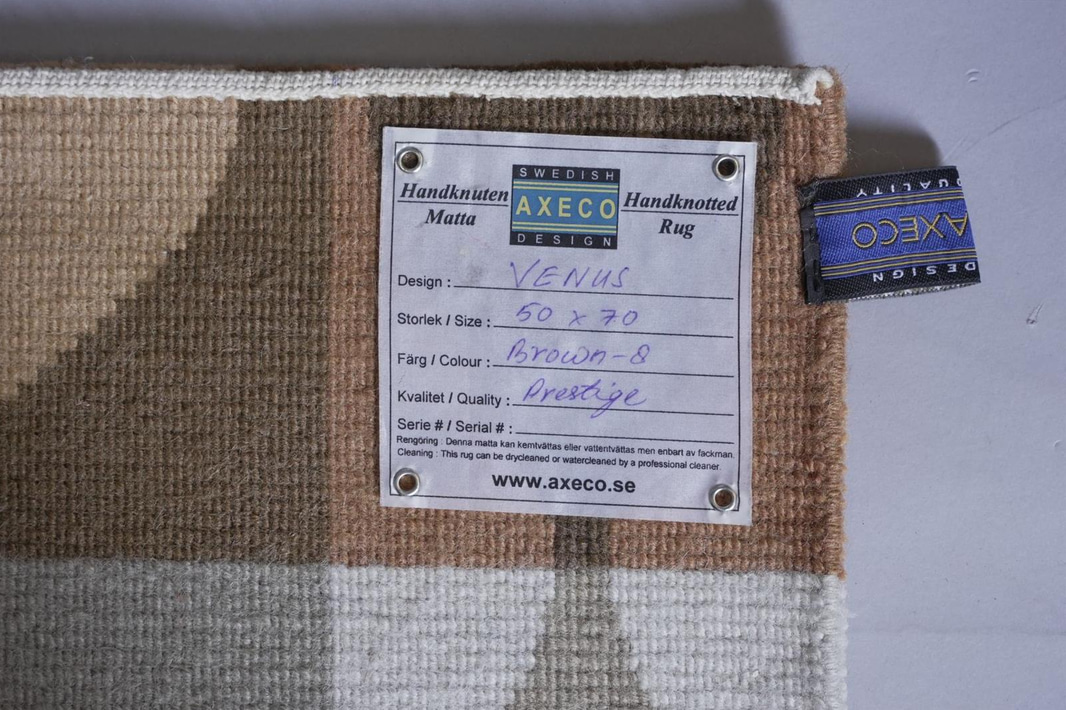 SWEDISH
Handknuten
Matta
AXECO
Handknotted
Rug
DESIGN
Design : VENUS
Storlek / Size : 50 x 70
Färg / Colour : Brown-8
Kvalitet / Quality : Prestige
Serie # / Serial # :
Rengöring : Denna matta kan kemtvättas eller vattentvättas men enbart av fackman.
Cleaning : This rug can be drycleaned or watercleaned by a professional cleaner.
www.axeco.se
QUALITY
AXECO
DESIGN